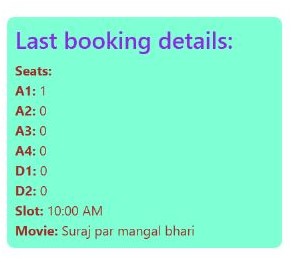 Last booking details:
Seats:
A1: 1
A2: 0
A3: 0
A4: 0
D1: 0
D2: 0
Slot: 10:00 AM
Movie: Suraj par mangal bhari